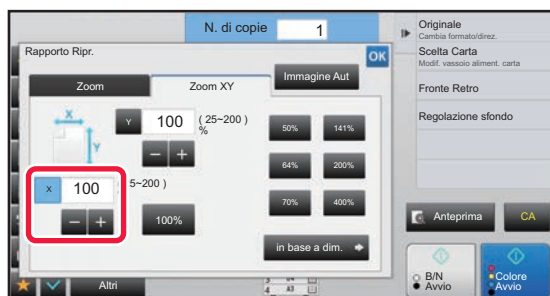 N. di copie 1
Rapporto Ripr.
OK
Zoom
Zoom XY
Immagine Aut
X
Y
Y 100 ( 25~200 )
%
50% 141%
64% 200%
70% 400%
X 100 5~200 )
100%
in base a dim.
Altri
A3
Originale
Cambia formato/direz.
Scelta Carta
Modif. vassoio aliment. carta
Fronte Retro
Regolazione sfondo
Anteprima
CA
B/N
Avvio
Colore
Avvio